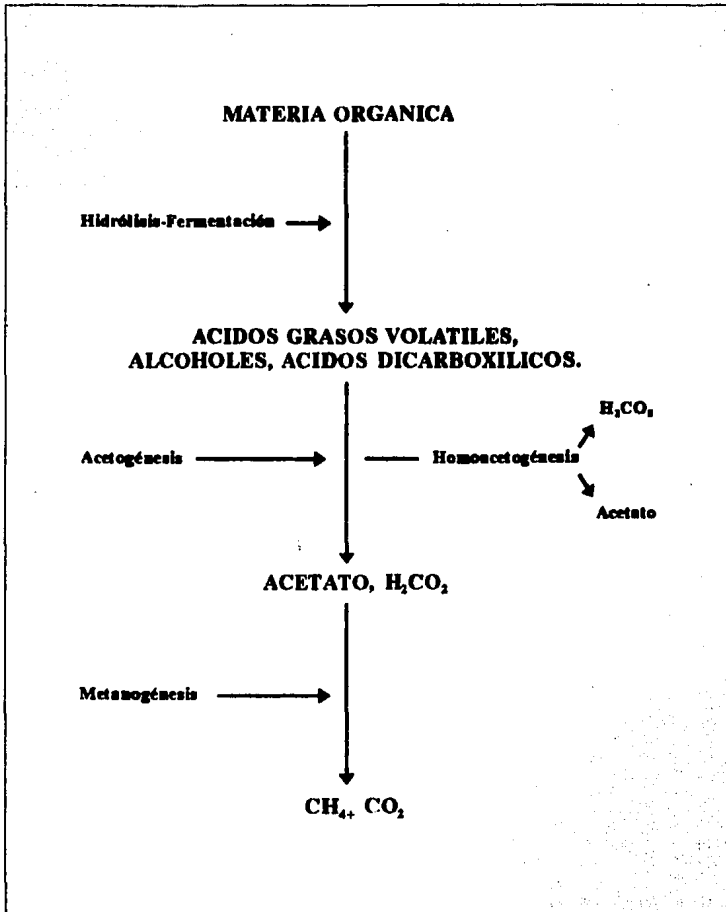 MATERIA ORGANICA
Hidrólisis-Fermentación
ACIDOS GRASOS VOLATILES,
ALCOHOLES, ACIDOS DICARBOXILICOS.
H₂CO₂
Acetogénesis
Homoacetogénesis
Acetato
ACETATO, H₂CO₂
Metanogénesis
CH₄₊ CO₂